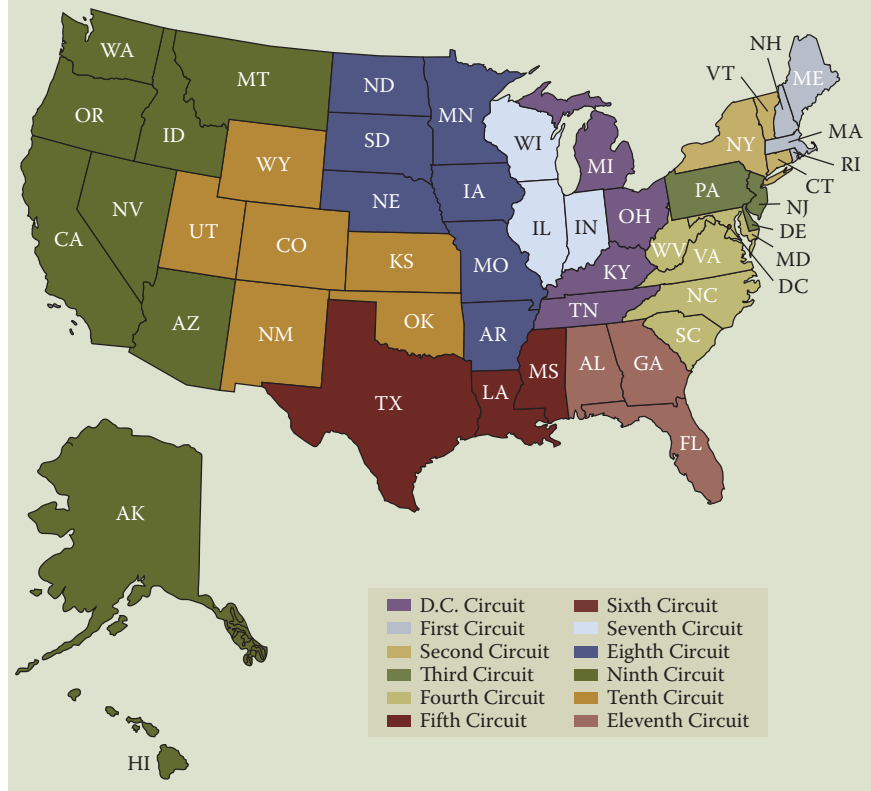 WA
MT
ND
MN
OR
ID
SD
WI
MI
WY
NE
IA
NV
UT
CO
CA
KS
MO
IL
IN
OH
KY
WV
VA
PA
NY
VT
NH
ME
MA
RI
CT
NJ
DE
MD
DC
NC
TN
SC
AZ
NM
OK
AR
TX
LA
MS
AL
GA
FL
AK
HI
D.C. Circuit
First Circuit
Second Circuit
Third Circuit
Fourth Circuit
Fifth Circuit
Sixth Circuit
Seventh Circuit
Eighth Circuit
Ninth Circuit
Tenth Circuit
Eleventh Circuit